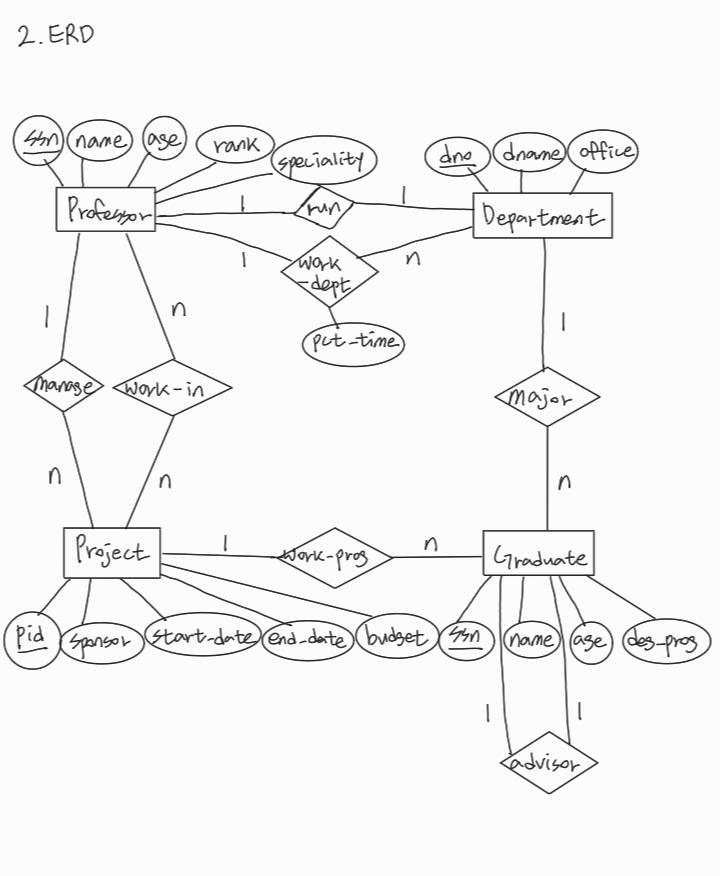 2. ERD
ssn name age rank speciality
dno dname office
Professor 1 run 1 Department
1 work-dept n
pct-time
1 n 1
manage work-in major
n n n
Project 1 work-prog n Graduate
pid sponsor start-date end-date budget ssn name age deg-prog
1 1
advisor